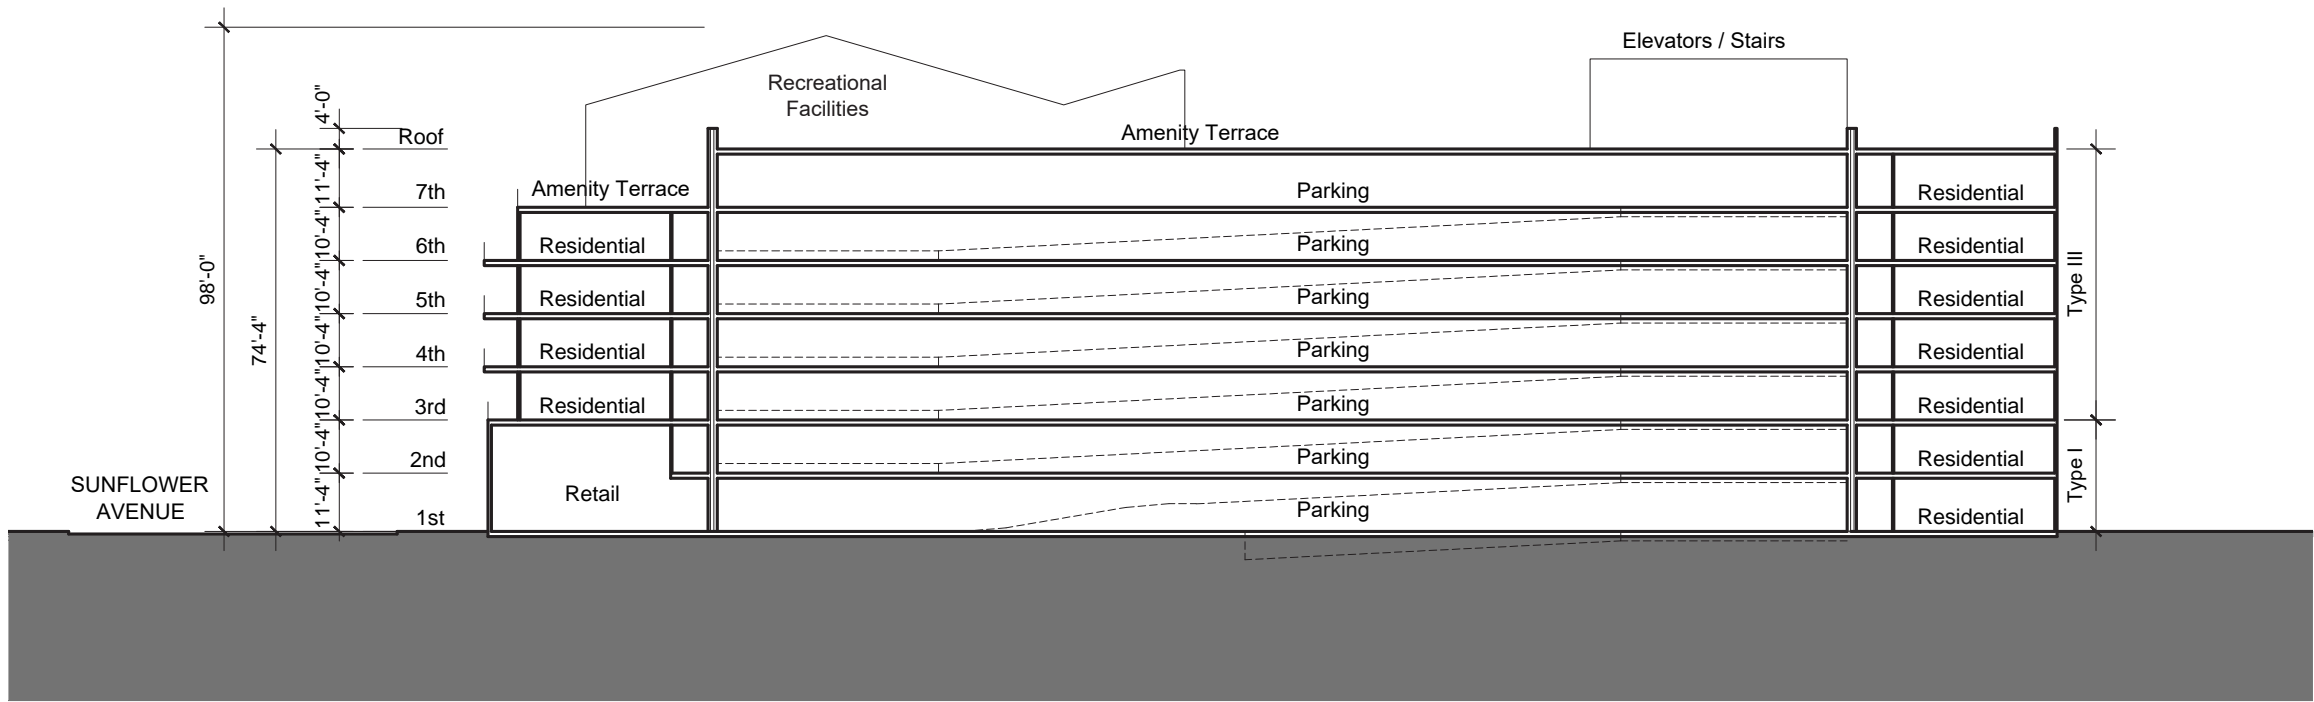 Elevators / Stairs
Recreational
Facilities
4'-0"
Roof
Amenity Terrace
11'-4"
7th
Amenity Terrace
Parking
Residential
10'-4"
6th
Residential
Parking
Residential
98'-0"
10'-4"
5th
Residential
Parking
Residential
Type III
74'-4"
10'-4"
4th
Residential
Parking
Residential
10'-4"
3rd
Residential
Parking
Residential
10'-4"
2nd
Parking
Residential
Type I
SUNFLOWER
AVENUE
Retail
11'-4"
1st
Parking
Residential